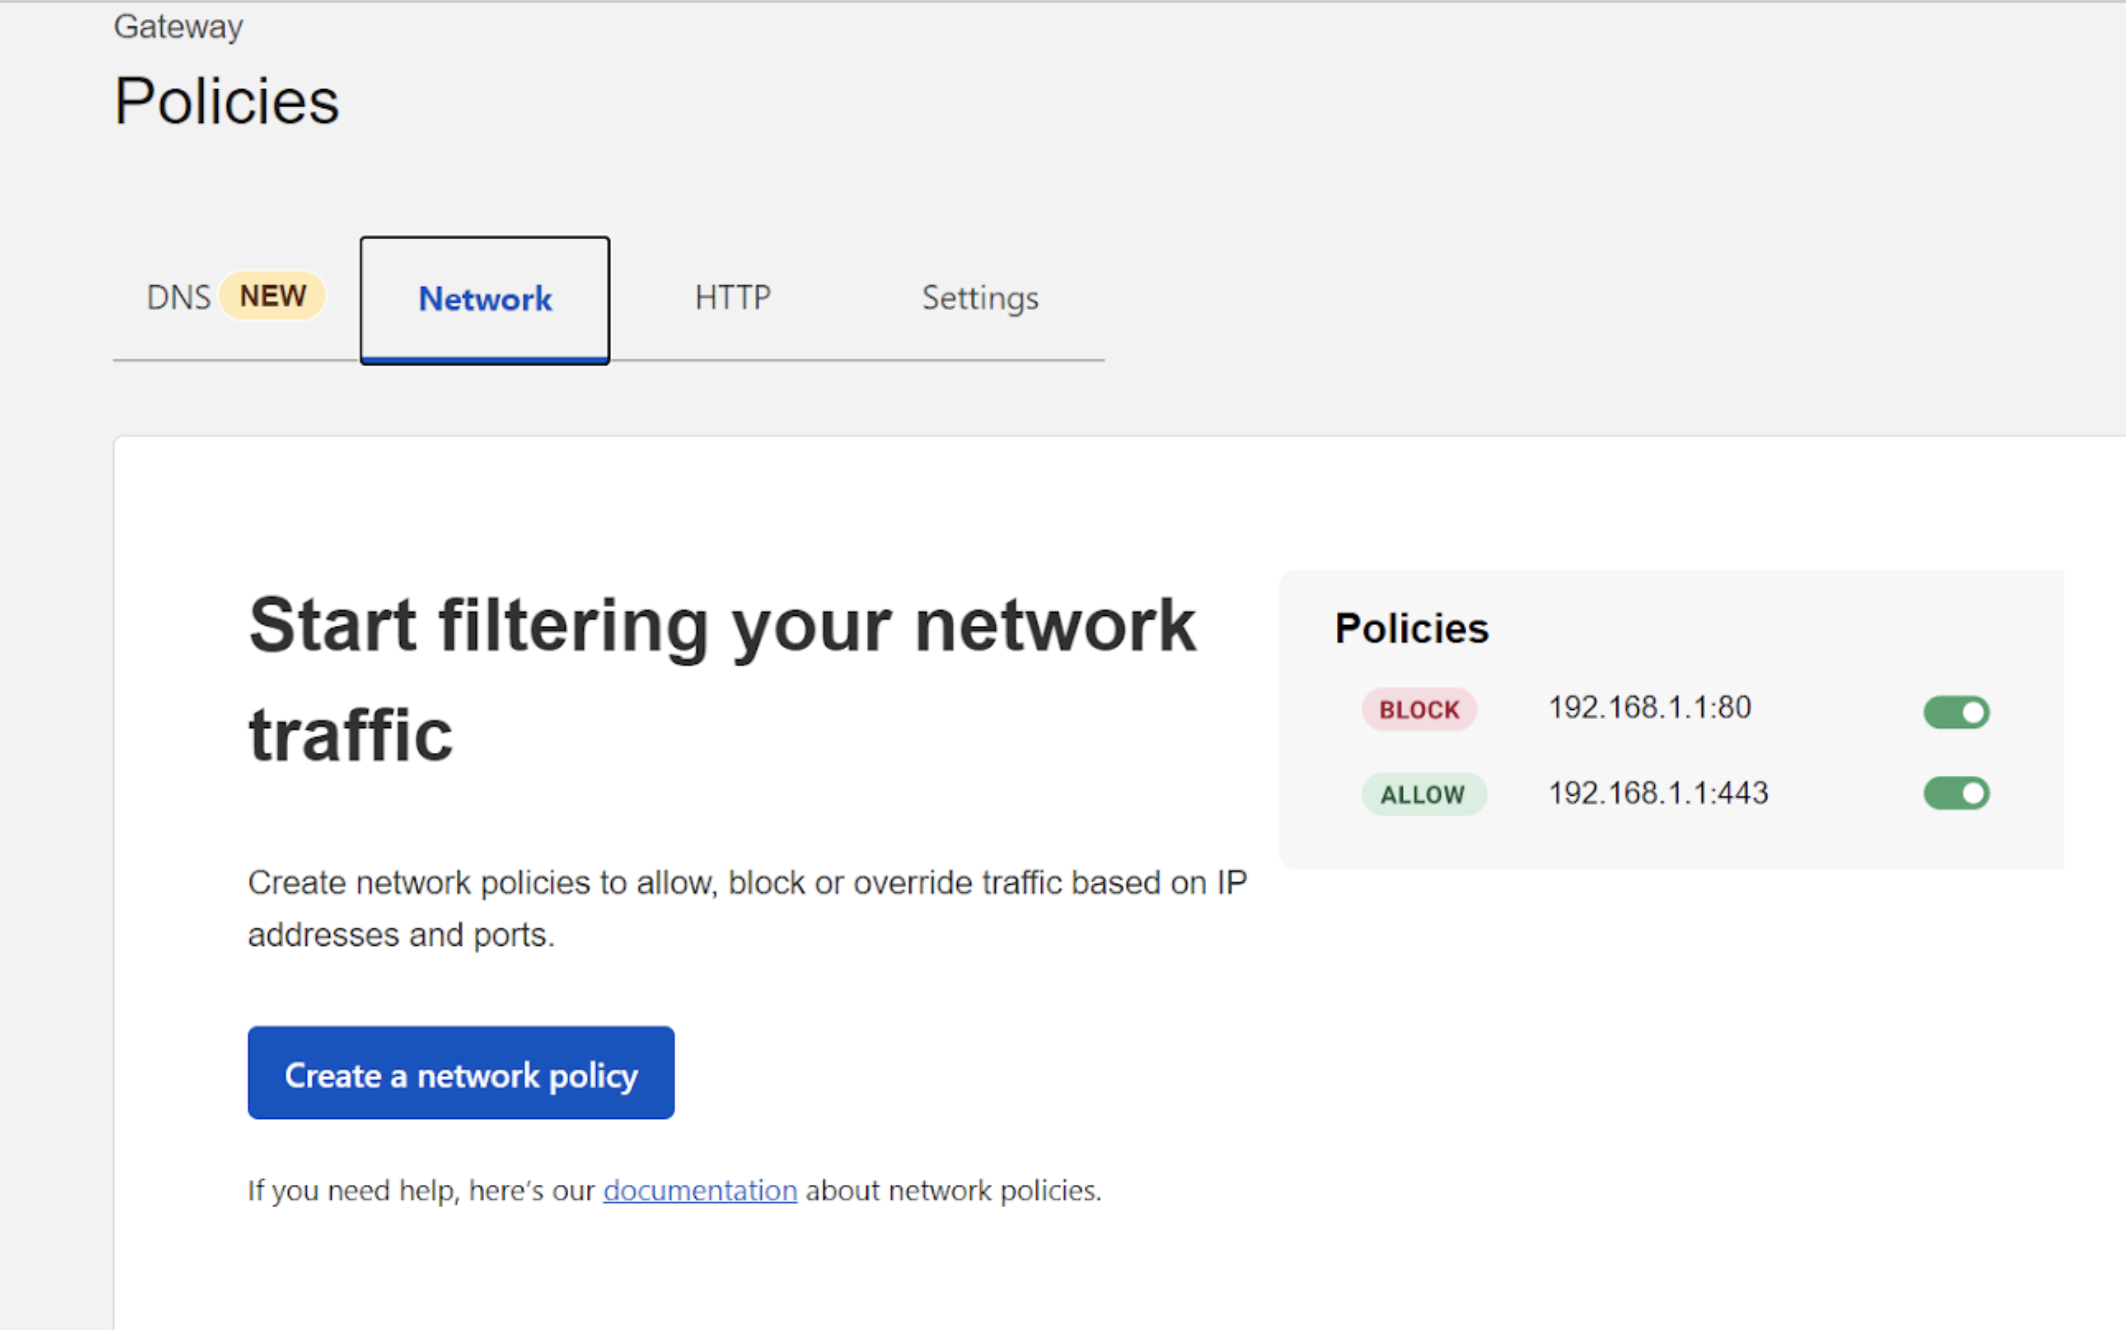 Gateway
Policies
DNS NEW Network HTTP Settings
Start filtering your network
traffic
Create network policies to allow, block or override traffic based on IP
addresses and ports.
Create a network policy
If you need help, here's our documentation about network policies.
Policies
BLOCK 192.168.1.1:80
ALLOW 192.168.1.1:443